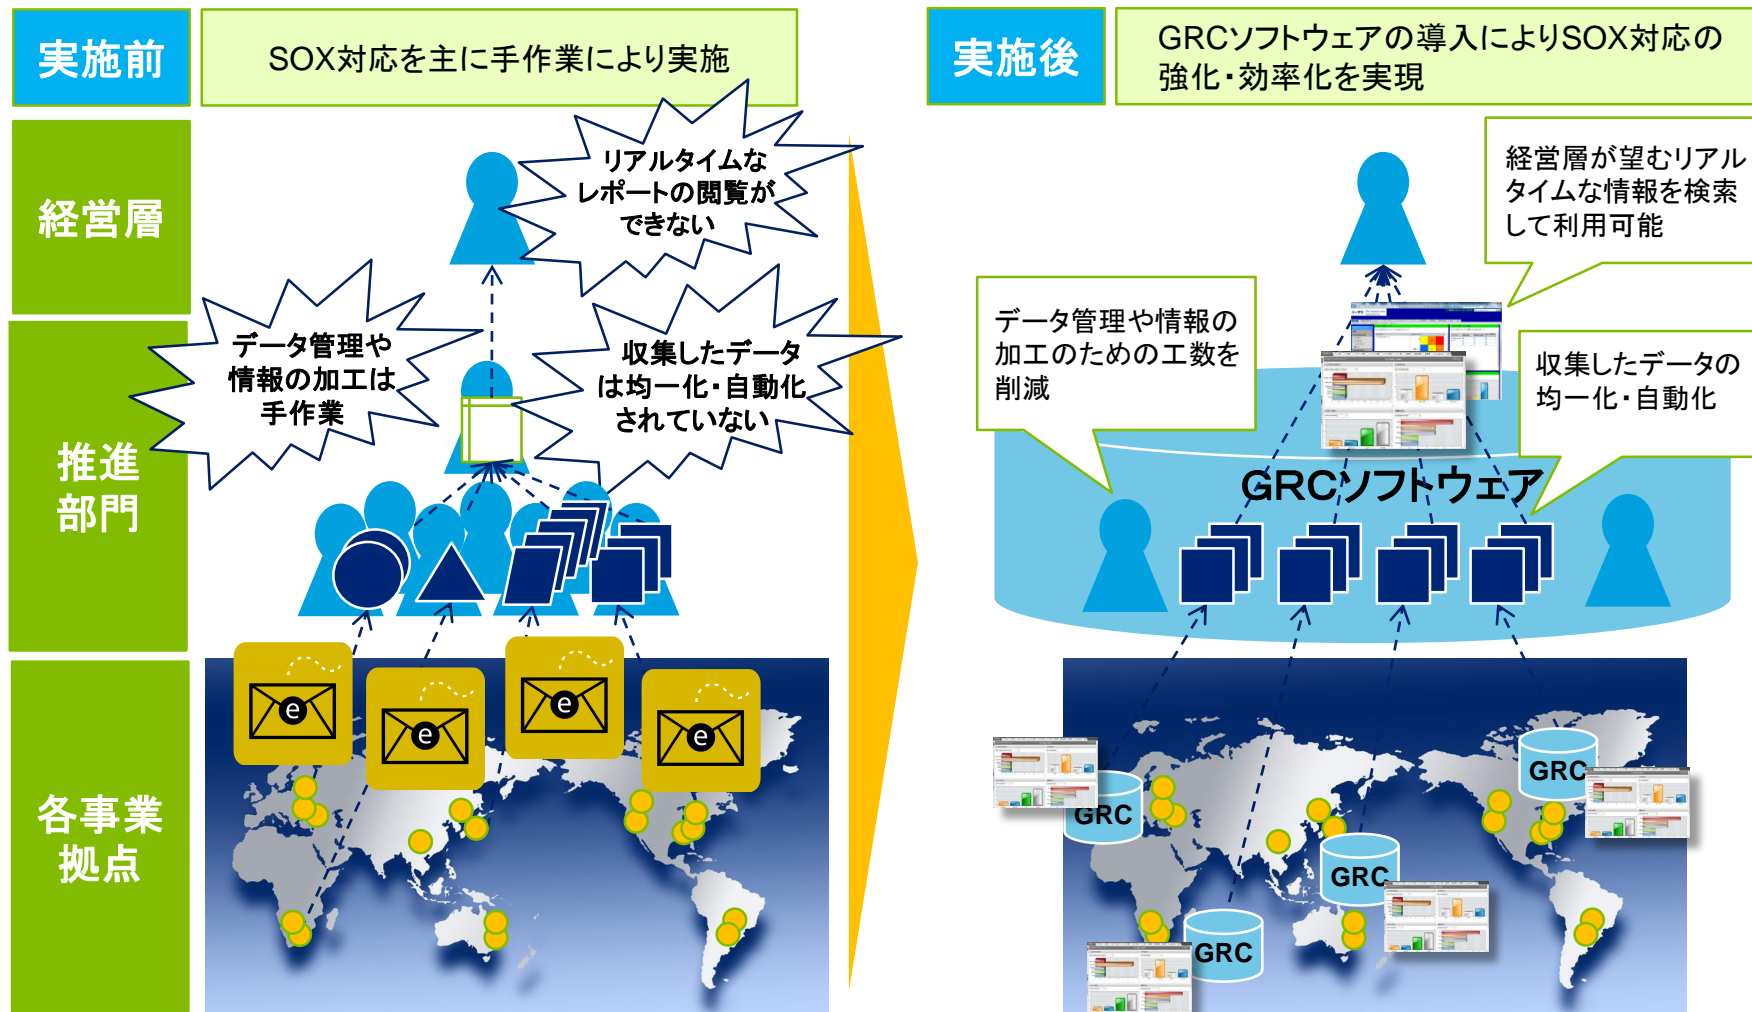 実施前
SOX対応を主に手作業により実施
実施後
GRCソフトウェアの導入によりSOX対応の
強化・効率化を実現
経営層
リアルタイムな
レポートの閲覧が
できない
経営層が望むリアル
タイムな情報を検索
して利用可能
推進
部門
データ管理や
情報の加工は
手作業
収集したデータ
は均一化・自動化
されていない
データ管理や情報の
加工のための工数を
削減
収集したデータの
均一化・自動化
GRCソフトウェア
各事業
拠点
e
e
e
e
GRC
GRC
GRC
GRC